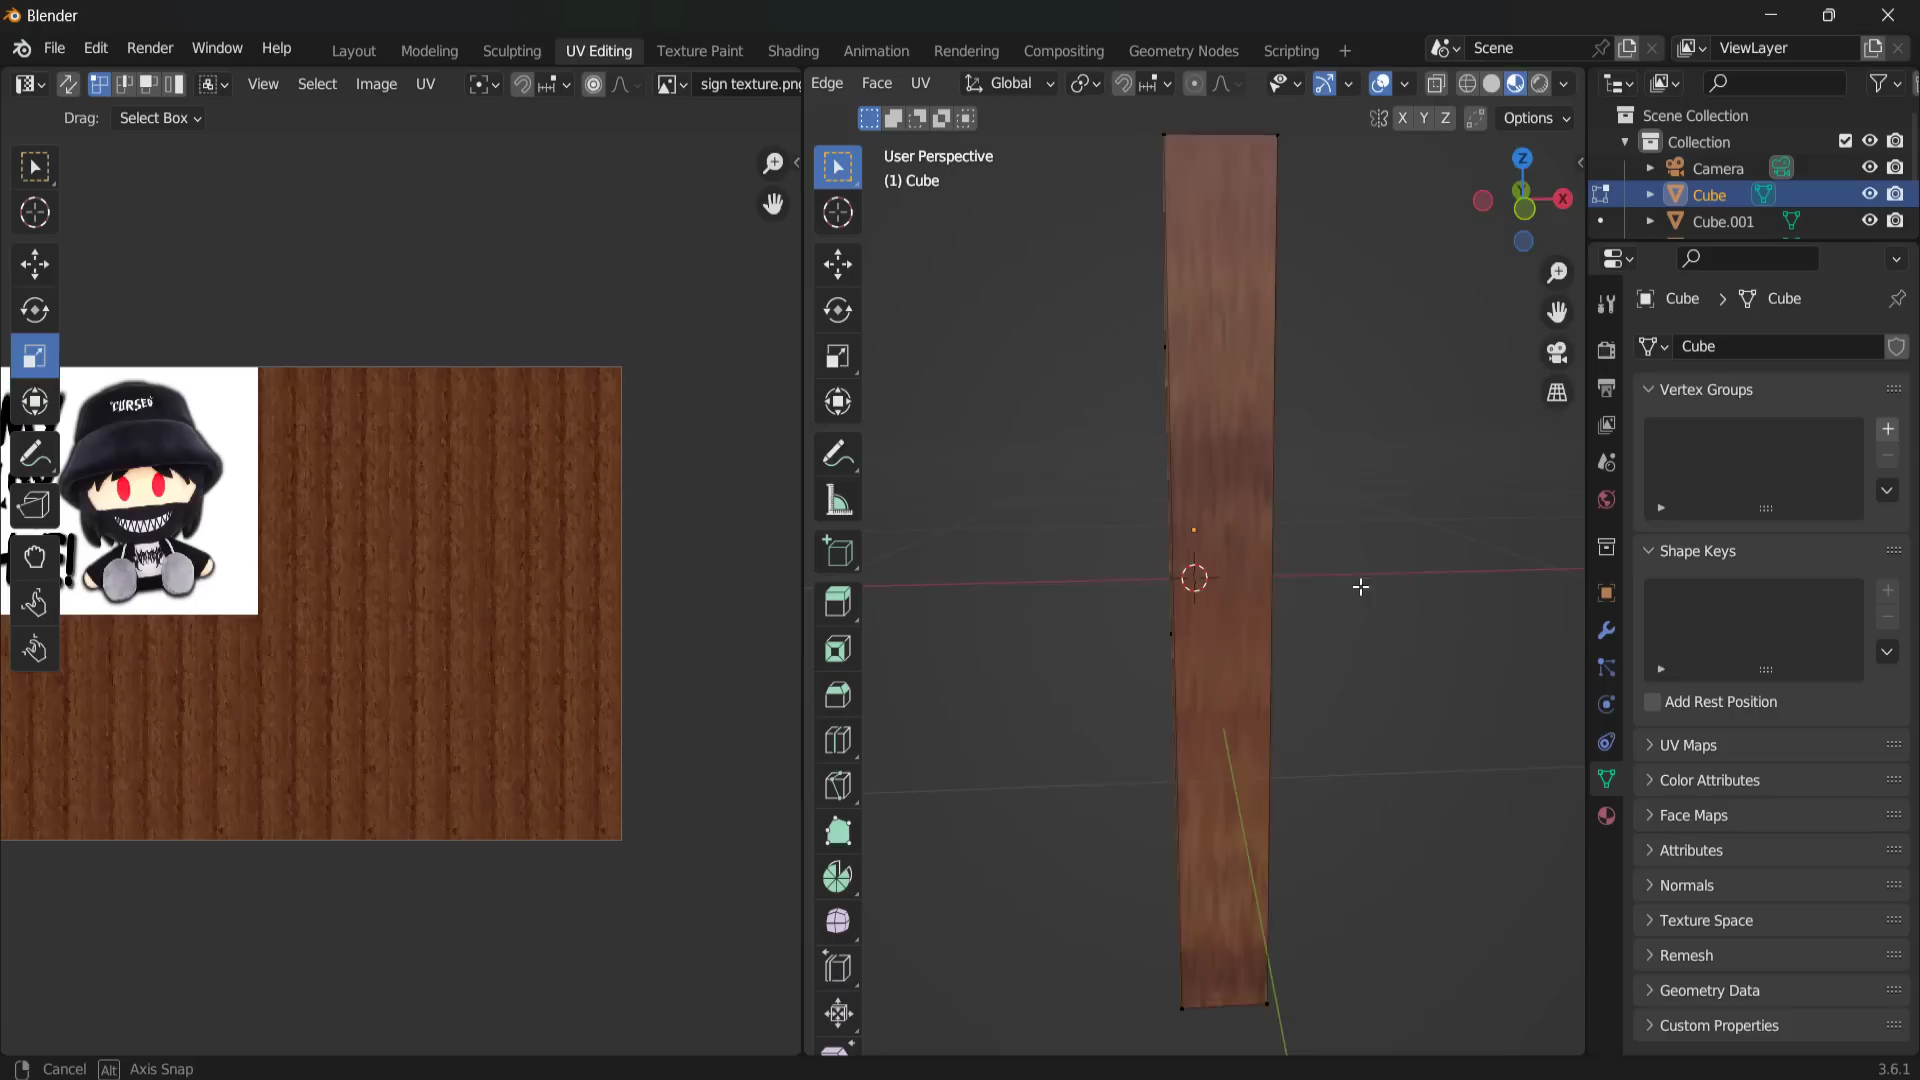 Blender
File Edit Render Window Help
Layout Modeling Sculpting UV Editing Texture Paint Shading Animation Rendering Compositing Geometry Nodes Scripting
Scene
ViewLayer
View Select Image UV
sign texture.png
Edge Face UV
Global
Drag: Select Box
X Y Z
Options
User Perspective
(1) Cube
Z
Y
X
CURSED
Scene Collection
Collection
Camera
Cube
Cube.001
Cube > Cube
Cube
Vertex Groups
Shape Keys
Add Rest Position
UV Maps
Color Attributes
Face Maps
Attributes
Normals
Texture Space
Remesh
Geometry Data
Custom Properties
Cancel Alt Axis Snap
3.6.1